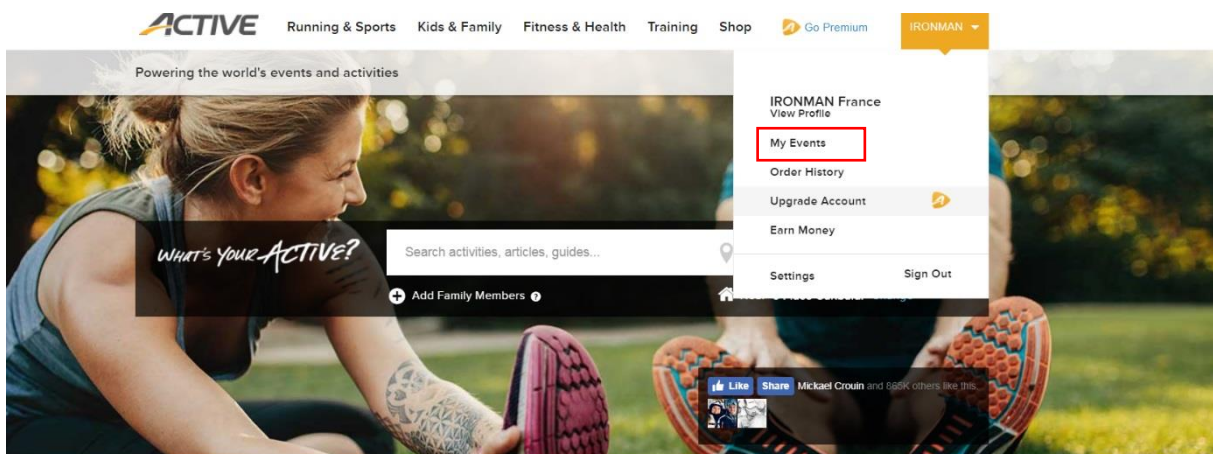 ACTIVE Running & Sports Kids & Family Fitness & Health Training Shop Go Premium IRONMAN
Powering the world's events and activities
IRONMAN France
View Profile
My Events
Order History
Upgrade Account
Earn Money
Settings Sign Out
WHAT'S YOUR ACTIVE?
Search activities, articles, guides...
Add Family Members
Like Share Mickael Crouin and 865K others like this.